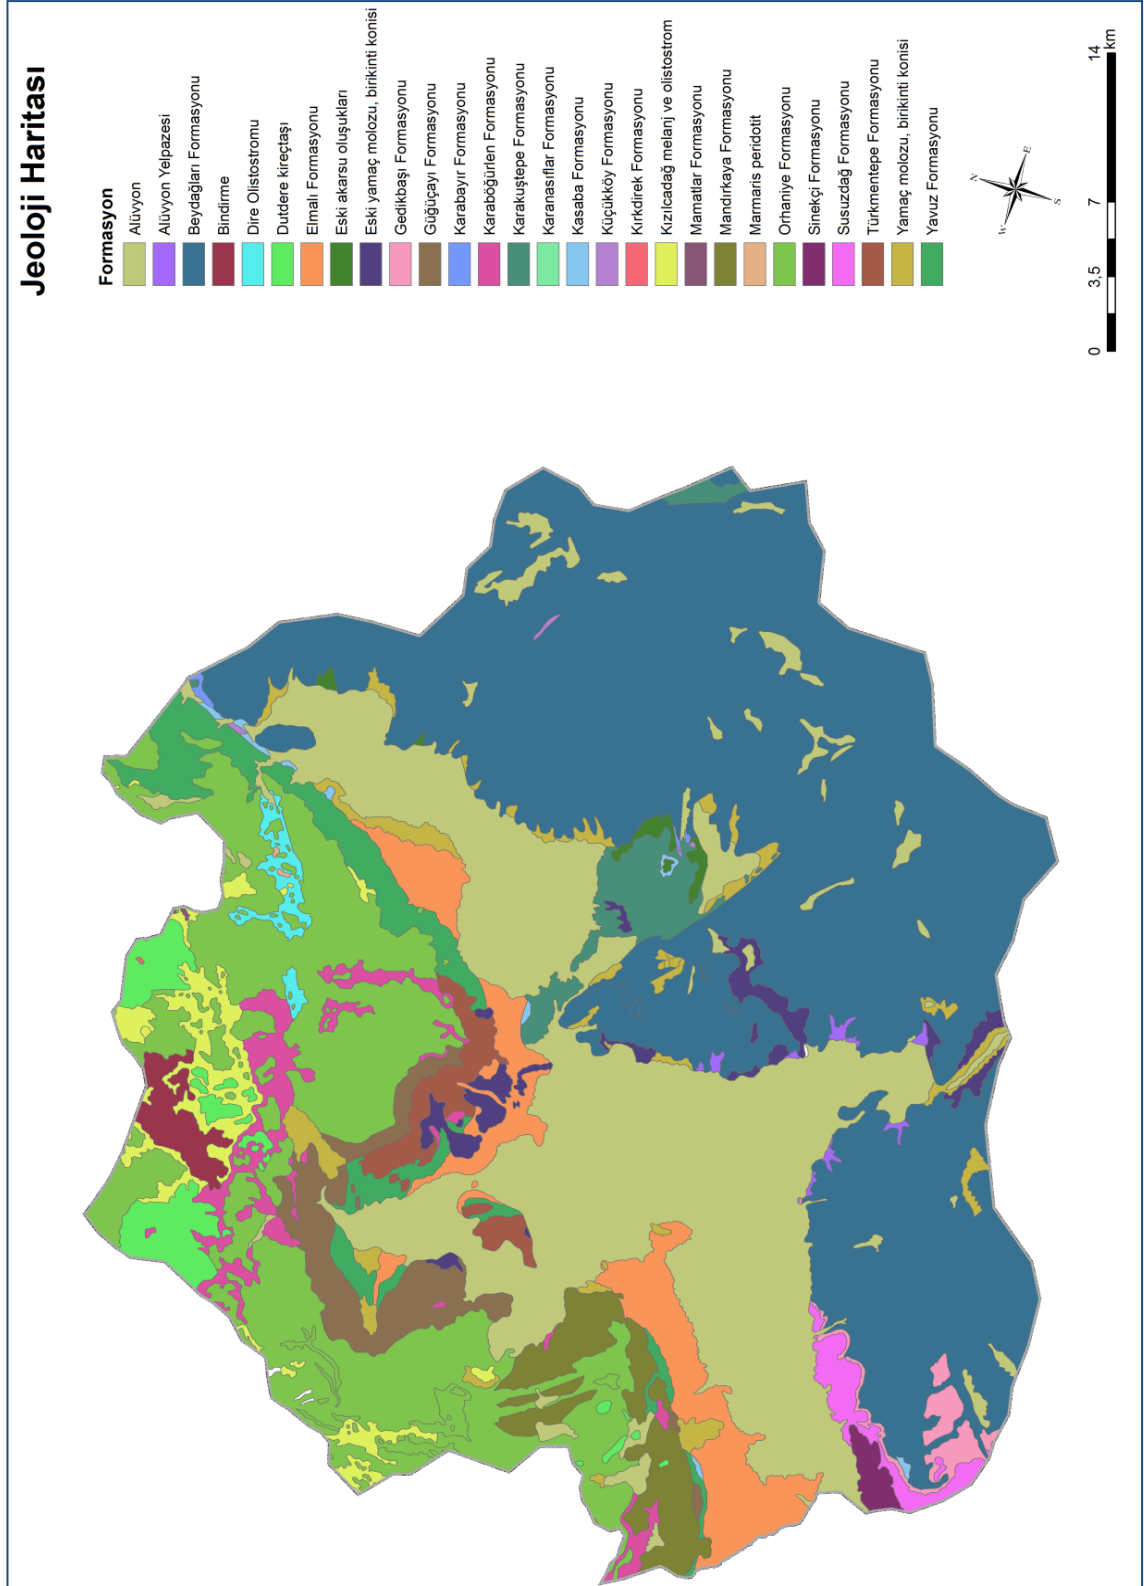 Jeoloji Haritası
Formasyon
Alüvyon
Alüvyon Yelpazesi
Beydağları Formasyonu
Bindirme
Dire Olistostromu
Dutdere kireçtaşı
Elmalı Formasyonu
Eski akarsu oluşukları
Eski yamaç molozu, birikinti konisi
Gedikbaşı Formasyonu
Güğüçayı Formasyonu
Karabayır Formasyonu
Karaböğürlen Formasyonu
Karakuştepe Formasyonu
Karanasıflar Formasyonu
Kasaba Formasyonu
Küçükköy Formasyonu
Kırkdirek Formasyonu
Kızılcadağ melanj ve olistostrom
Mamatlar Formasyonu
Mandırkaya Formasyonu
Marmaris peridotit
Orhaniye Formasyonu
Sinekçi Formasyonu
Susuzdağ Formasyonu
Türkmentepe Formasyonu
Yamaç molozu, birikinti konisi
Yavuz Formasyonu
N
W
E
S
0 3,5 7 14
km